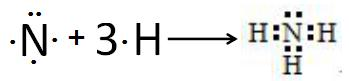 ·Ṇ̈· + 3·H ⟶ H:N̤̈:H
H